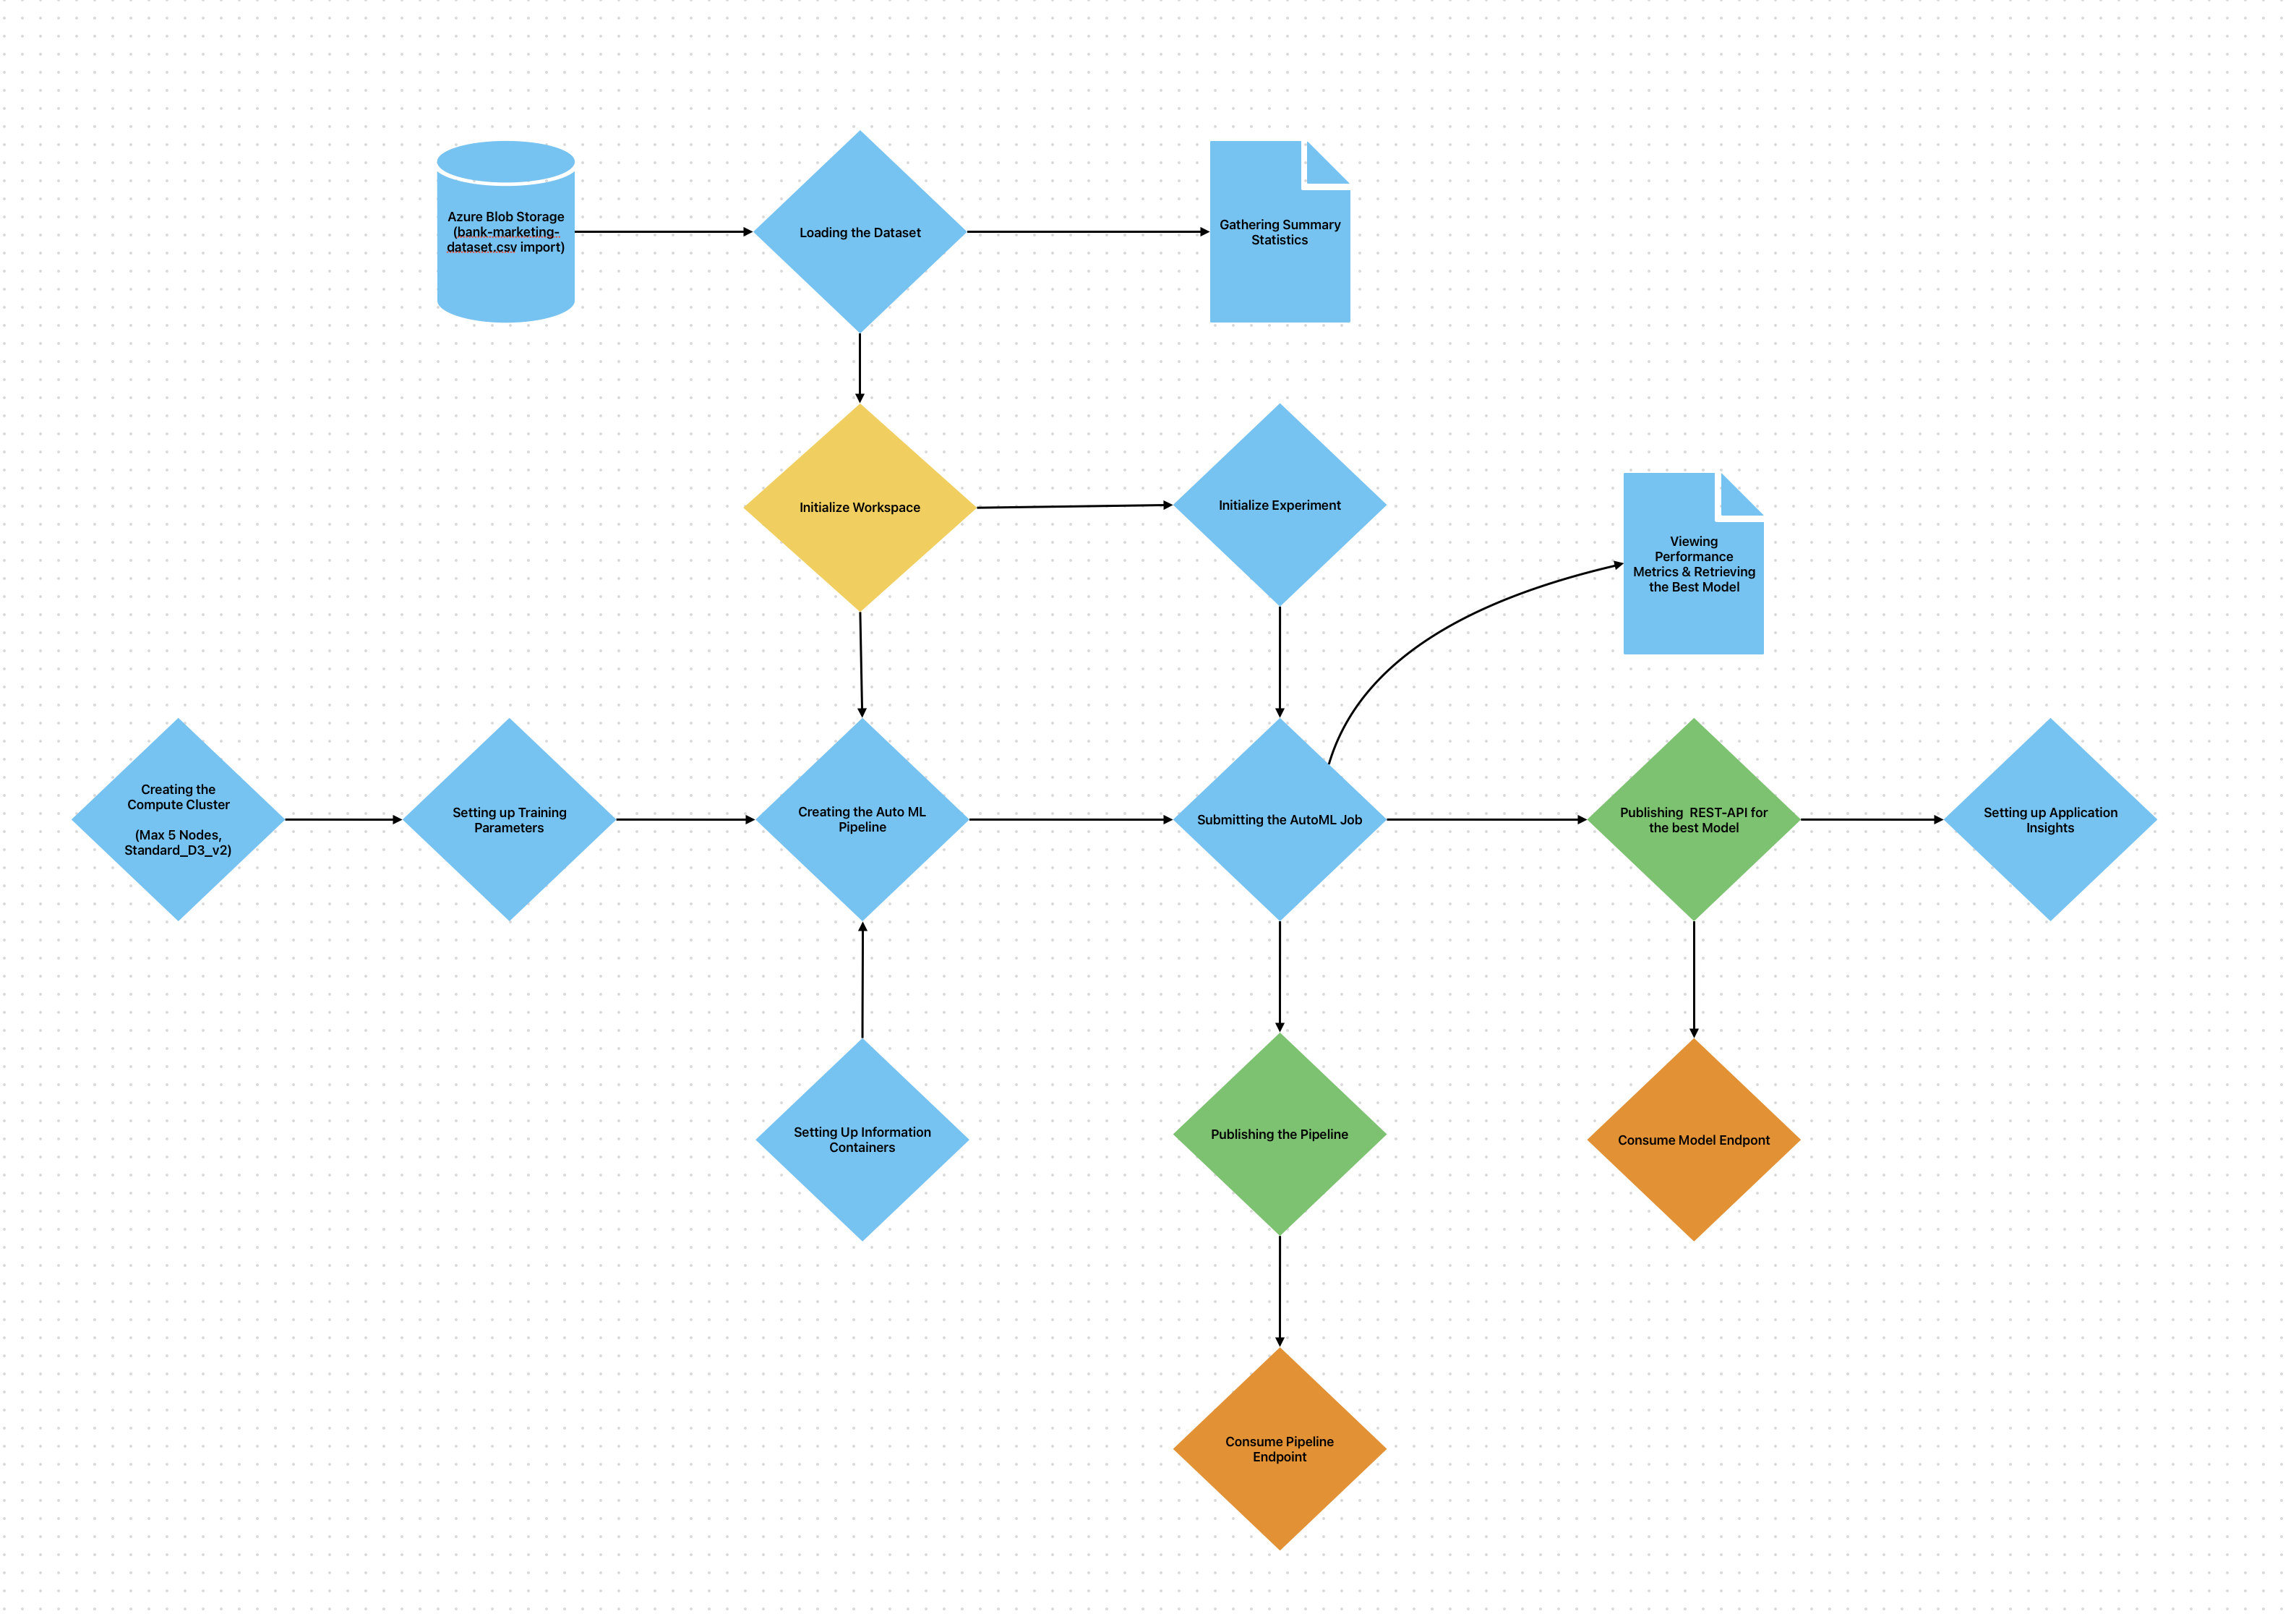 Azure Blob Storage
(bank-marketing-
dataset.csv import)
Loading the Dataset
Gathering Summary
Statistics
Initialize Workspace
Initialize Experiment
Viewing
Performance
Metrics & Retrieving
the Best Model
Creating the
Compute Cluster
(Max 5 Nodes,
Standard_D3_v2)
Setting up Training
Parameters
Creating the Auto ML
Pipeline
Submitting the AutoML Job
Publishing  REST-API for
the best Model
Setting up Application
Insights
Setting Up Information
Containers
Publishing the Pipeline
Consume Model Endpont
Consume Pipeline
Endpoint